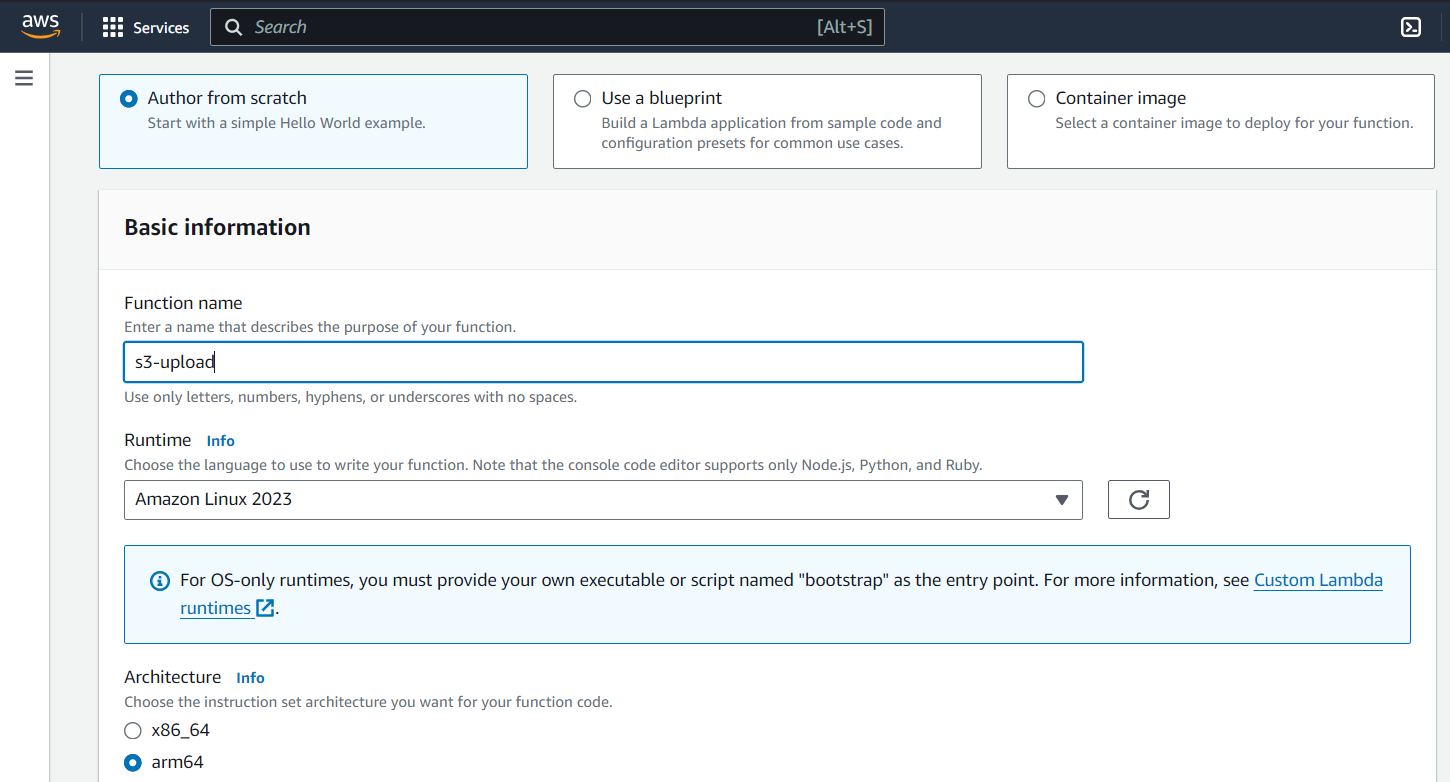 aws
Services
Search
[Alt+S]
Author from scratch
Start with a simple Hello World example.
Use a blueprint
Build a Lambda application from sample code and
configuration presets for common use cases.
Container image
Select a container image to deploy for your function.
Basic information
Function name
Enter a name that describes the purpose of your function.
s3-upload
Use only letters, numbers, hyphens, or underscores with no spaces.
Runtime Info
Choose the language to use to write your function. Note that the console code editor supports only Node.js, Python, and Ruby.
Amazon Linux 2023
For OS-only runtimes, you must provide your own executable or script named "bootstrap" as the entry point. For more information, see Custom Lambda
runtimes.
Architecture Info
Choose the instruction set architecture you want for your function code.
x86_64
arm64